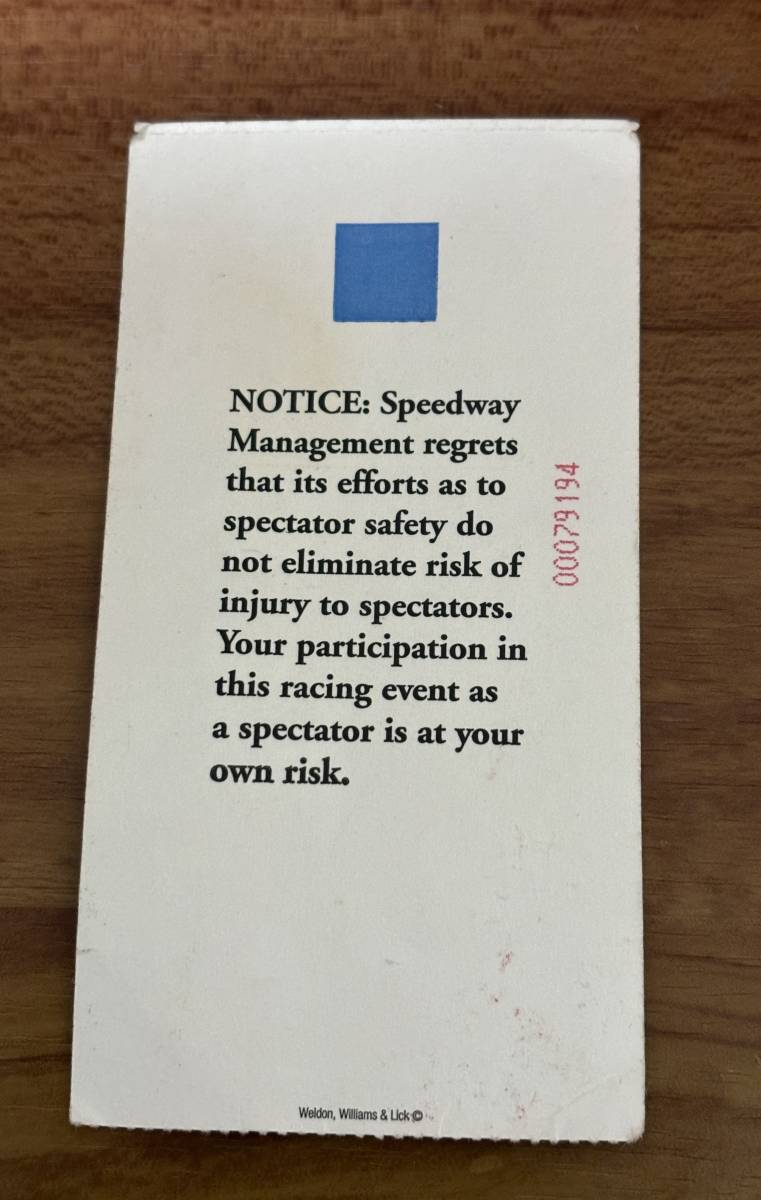 NOTICE: Speedway
Management regrets
that its efforts as to
spectator safety do
not eliminate risk of
injury to spectators.
Your participation in
this racing event as
a spectator is at your
own risk.
00079194
Weldon, Williams & Lick©